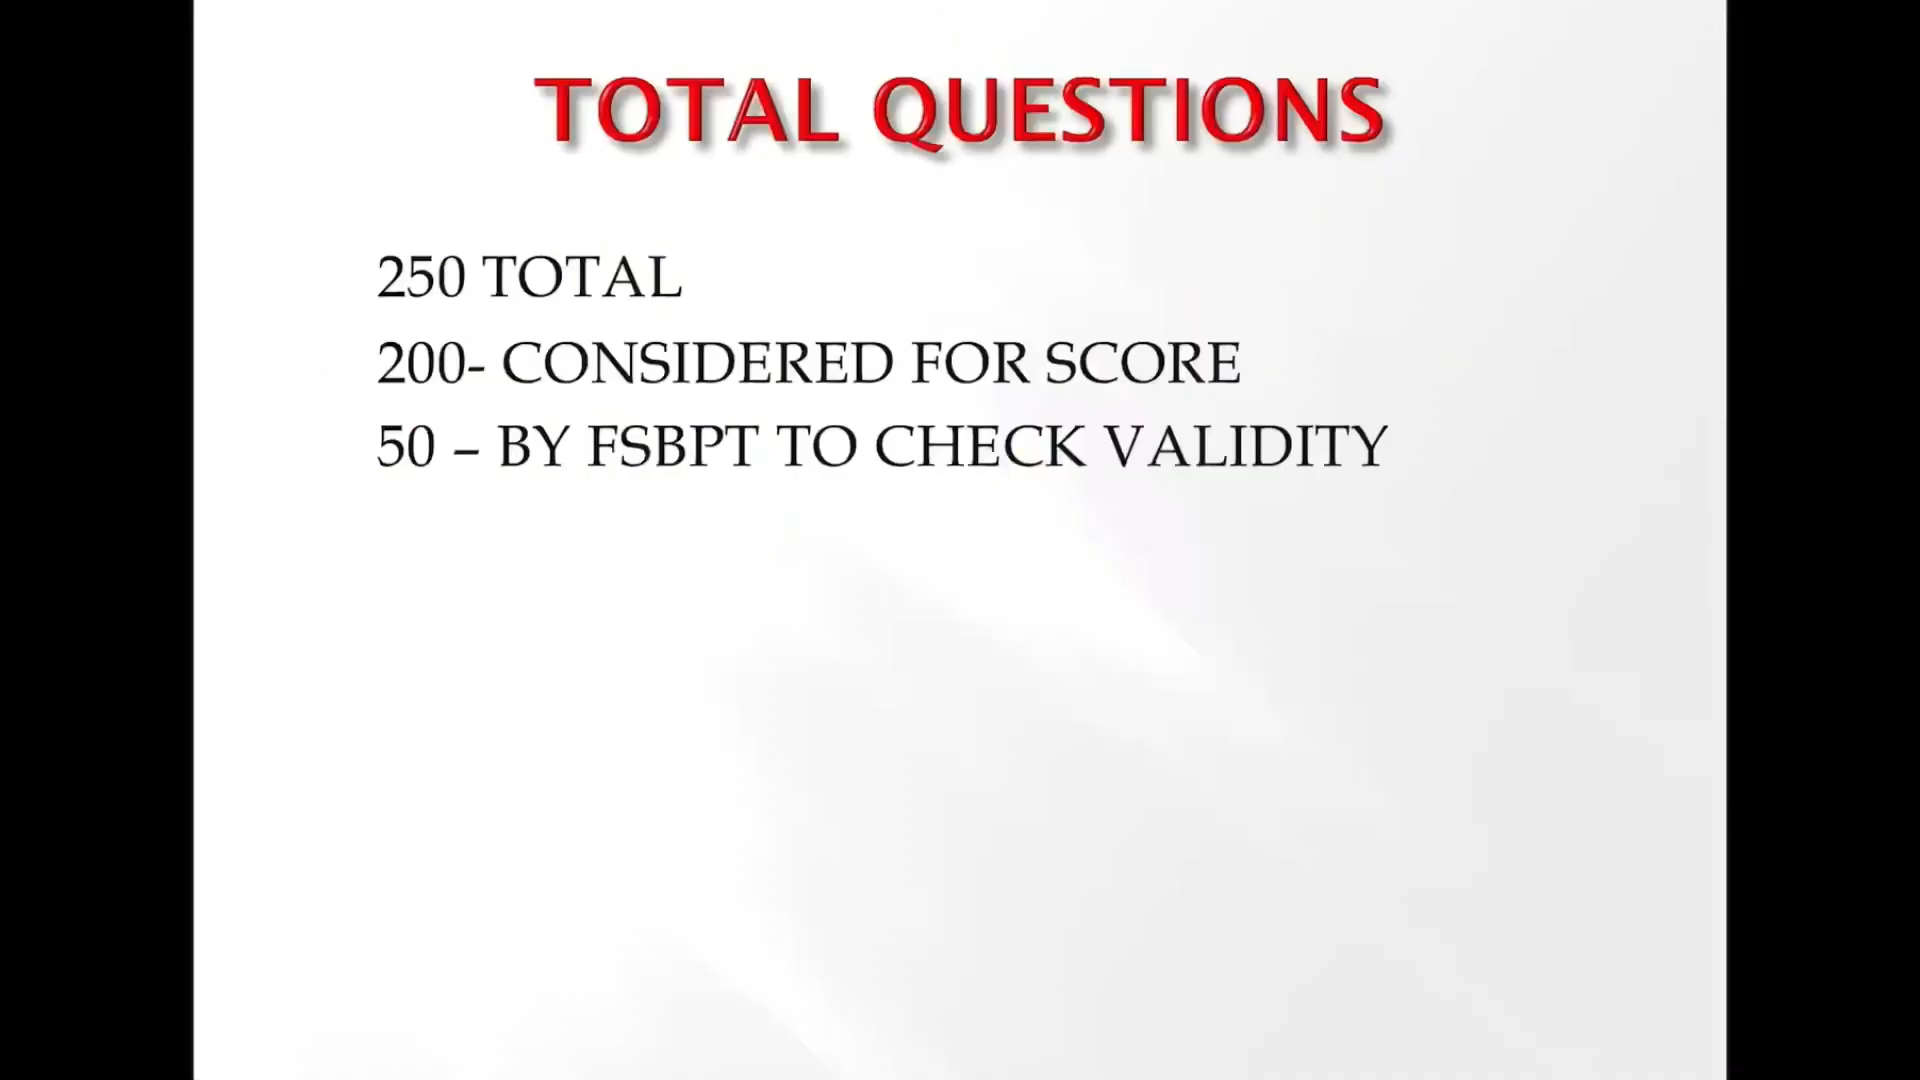 TOTAL QUESTIONS
250 TOTAL
200- CONSIDERED FOR SCORE
50 – BY FSBPT TO CHECK VALIDITY